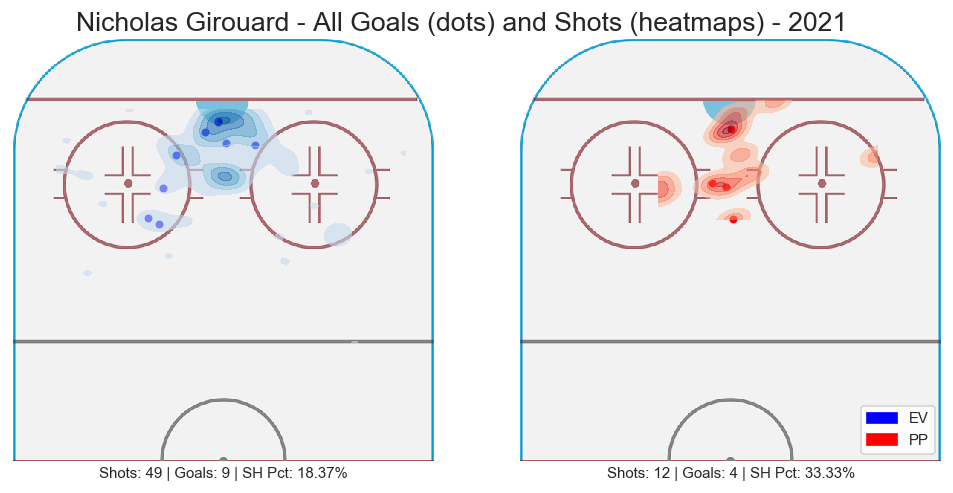 Nicholas Girouard - All Goals (dots) and Shots (heatmaps) - 2021
EV
PP
Shots: 49 | Goals: 9 | SH Pct: 18.37%
Shots: 12 | Goals: 4 | SH Pct: 33.33%